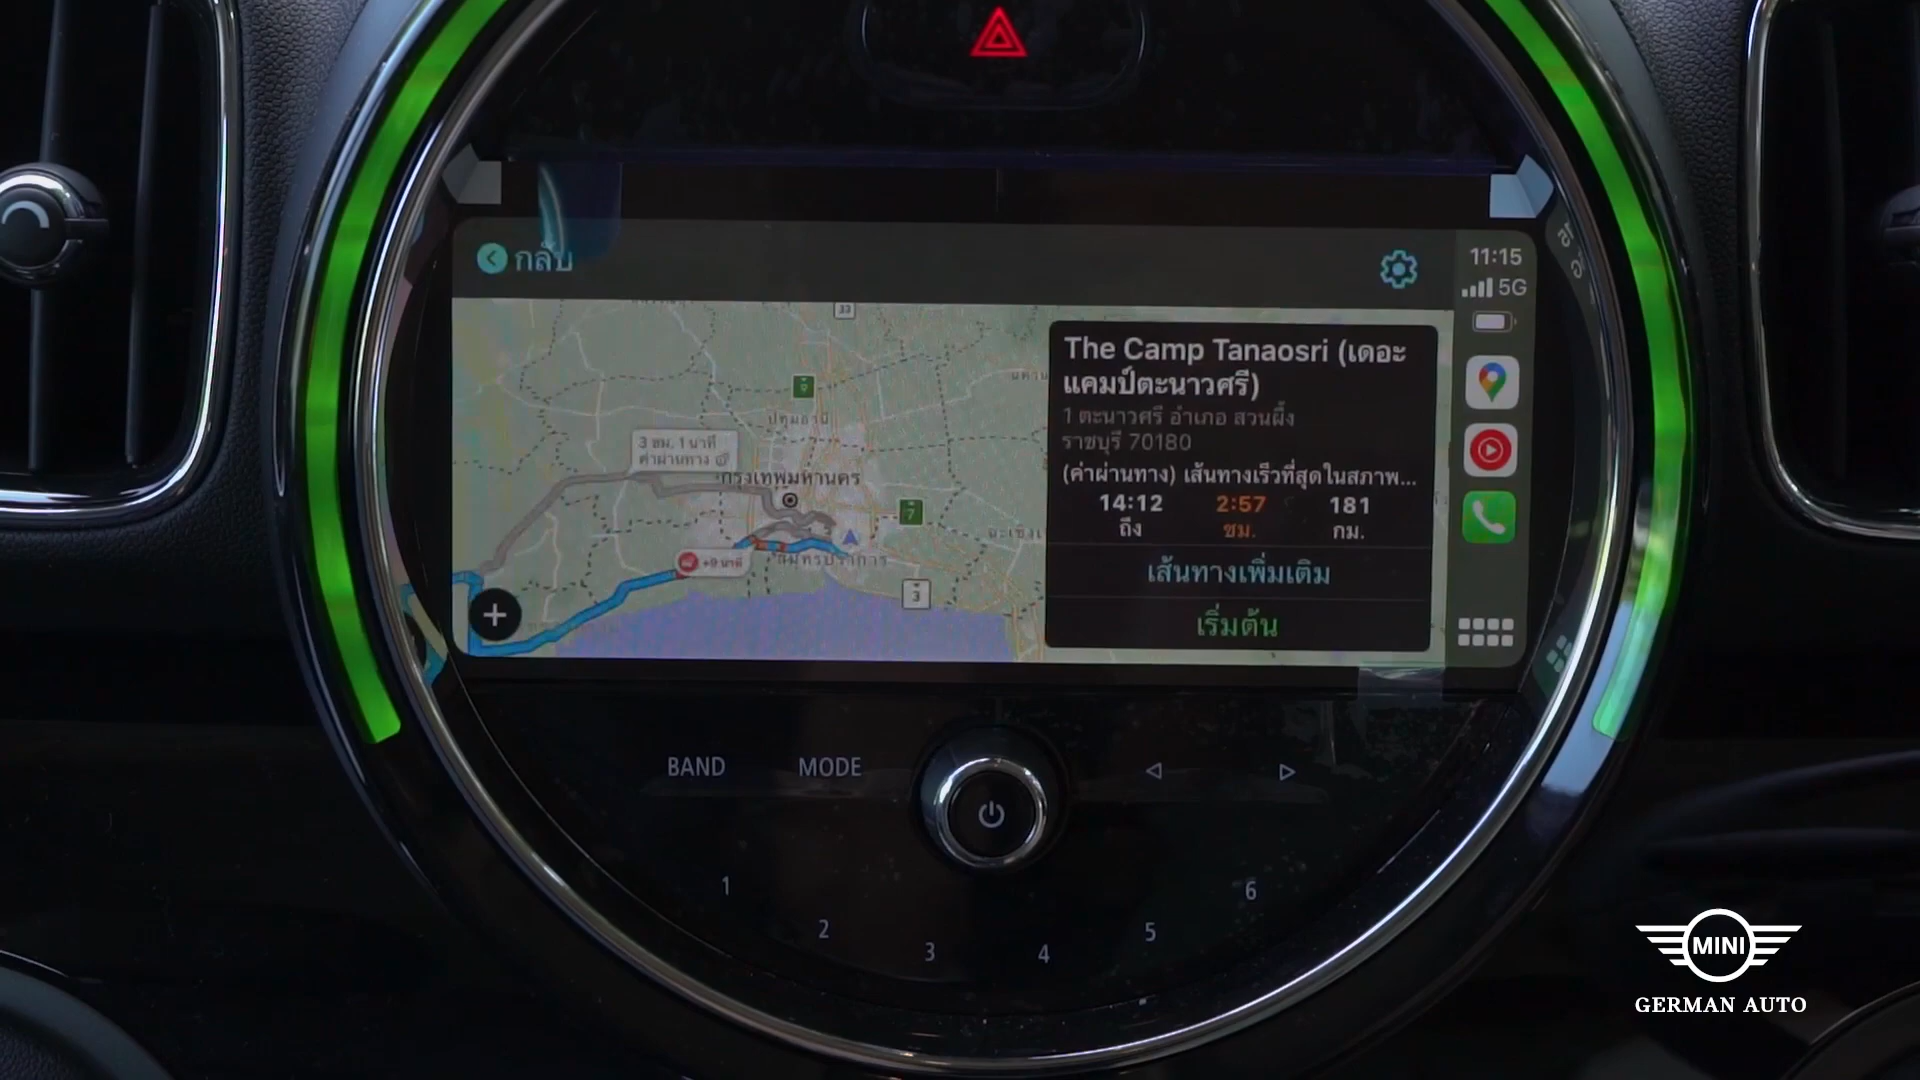 กลับ
11:15
5G
33
9
ปทุมธานี
3 ชม. 1 นาที
ค่าผ่านทาง
กรุงเทพมหานคร
7
+9 นาที
สมุทรปราการ
3
The Camp Tanaosri (เดอะ
แคมป์ตะนาวศรี)
1 ตะนาวศรี อำเภอ สวนผึ้ง
ราชบุรี 70180
(ค่าผ่านทาง) เส้นทางเร็วที่สุดในสภาพ...
14:12 2:57 181
ถึง ชม. กม.
เส้นทางเพิ่มเติม
เริ่มต้น
BAND MODE
1
2
3
4
5
6
MINI
GERMAN AUTO